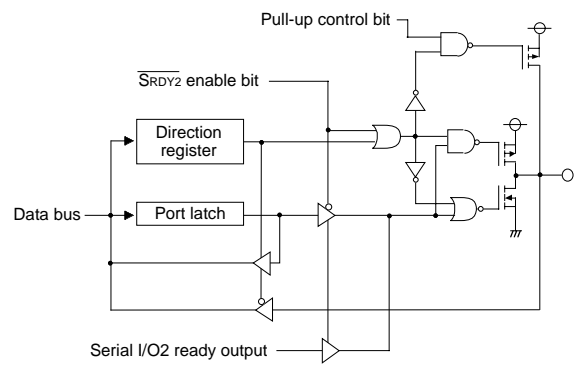 Pull-up control bit
SRDY2 enable bit
Direction
register
Data bus
Port latch
Serial I/O2 ready output